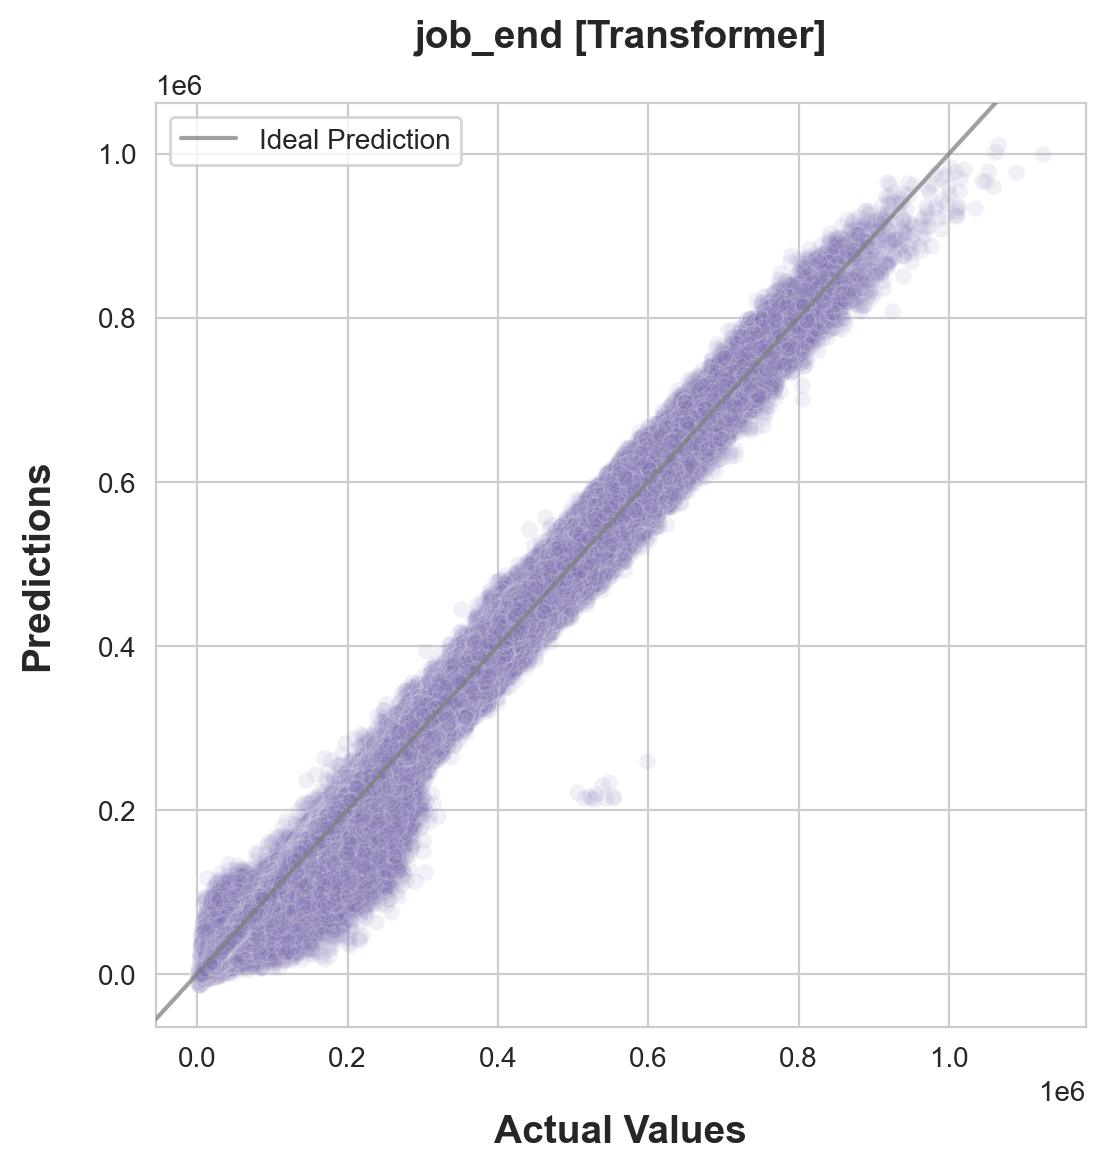 job_end [Transformer]
1e6
Ideal Prediction
1.0
0.8
0.6
0.4
0.2
0.0
Predictions
0.0 0.2 0.4 0.6 0.8 1.0
1e6
Actual Values